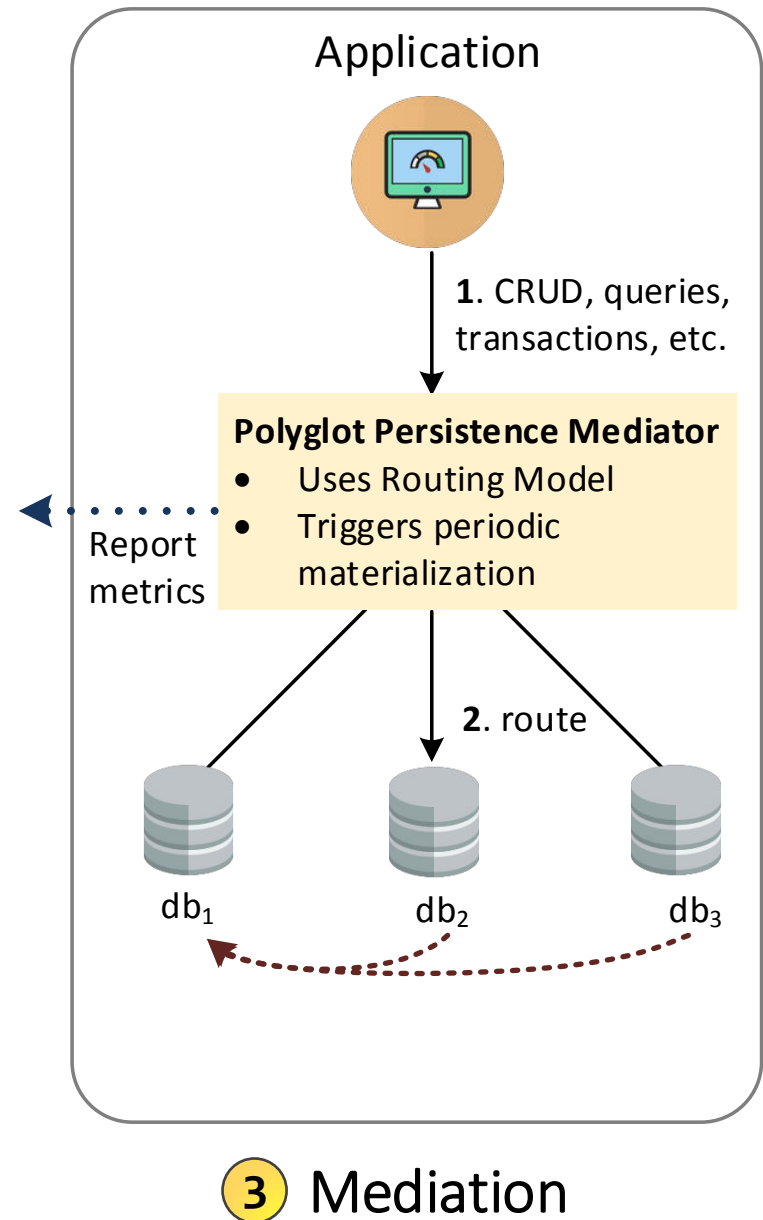 Application
1. CRUD, queries,
transactions, etc.
Polyglot Persistence Mediator
• Uses Routing Model
• Triggers periodic
materialization
Report
metrics
2. route
db₁
db₂
db₃
3 Mediation